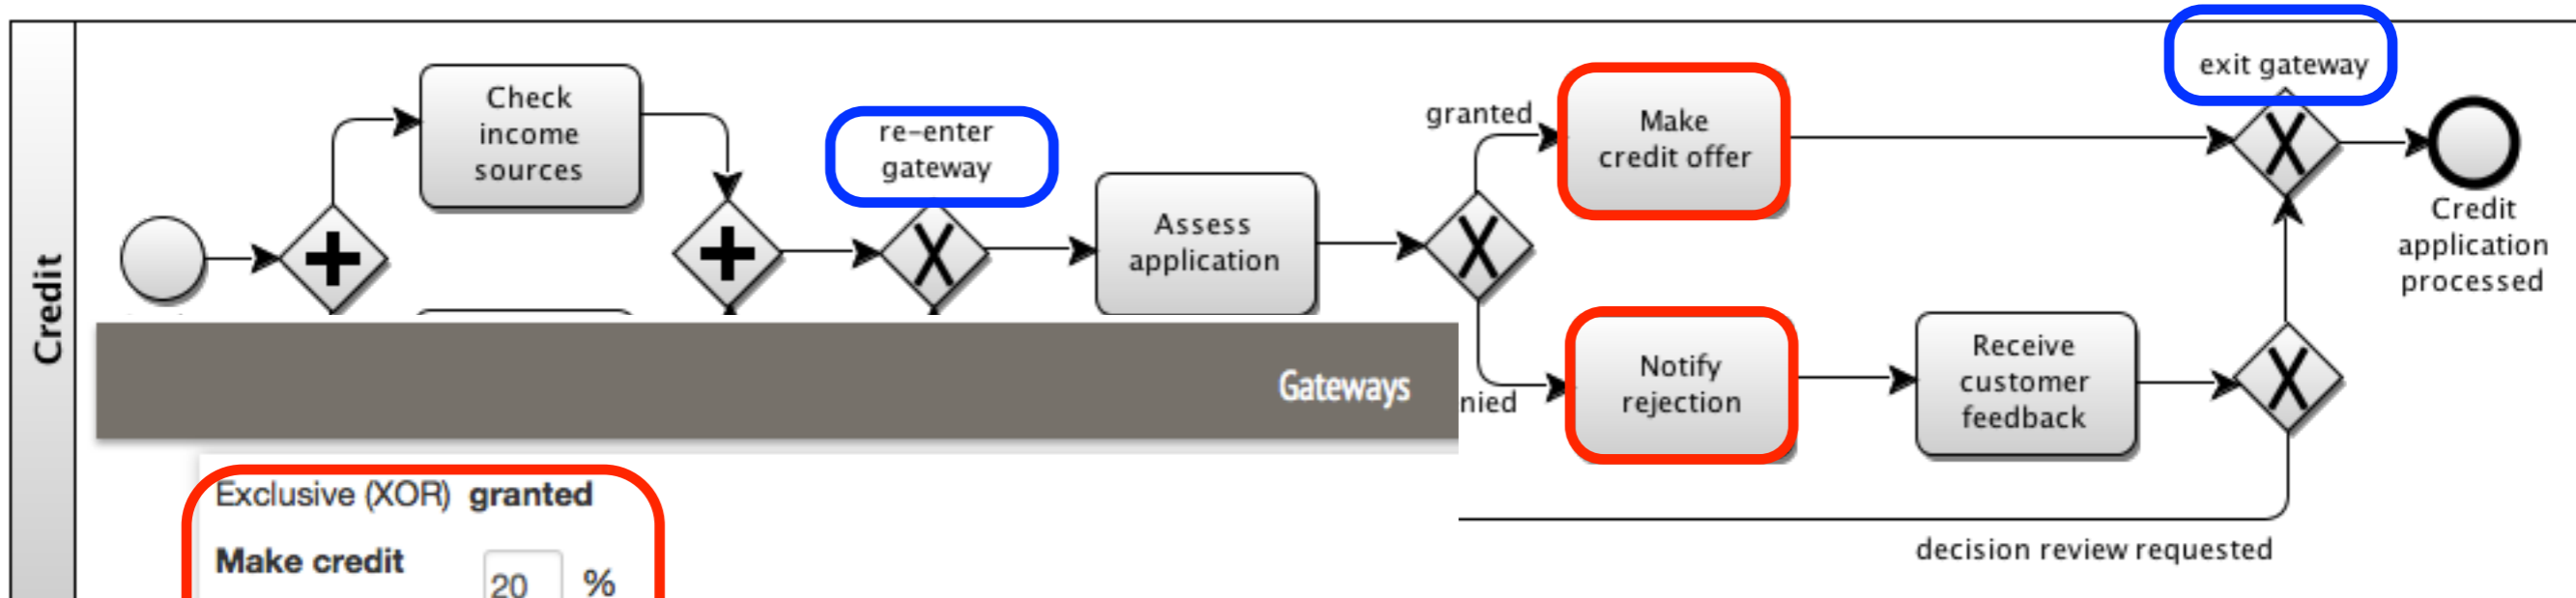 Credit
Check
income
sources
re-enter
gateway
Assess
application
granted
Make
credit offer
exit gateway
Credit
application
processed
nied
Notify
rejection
Receive
customer
feedback
decision review requested
Gateways
Exclusive (XOR) granted
Make credit
20 %